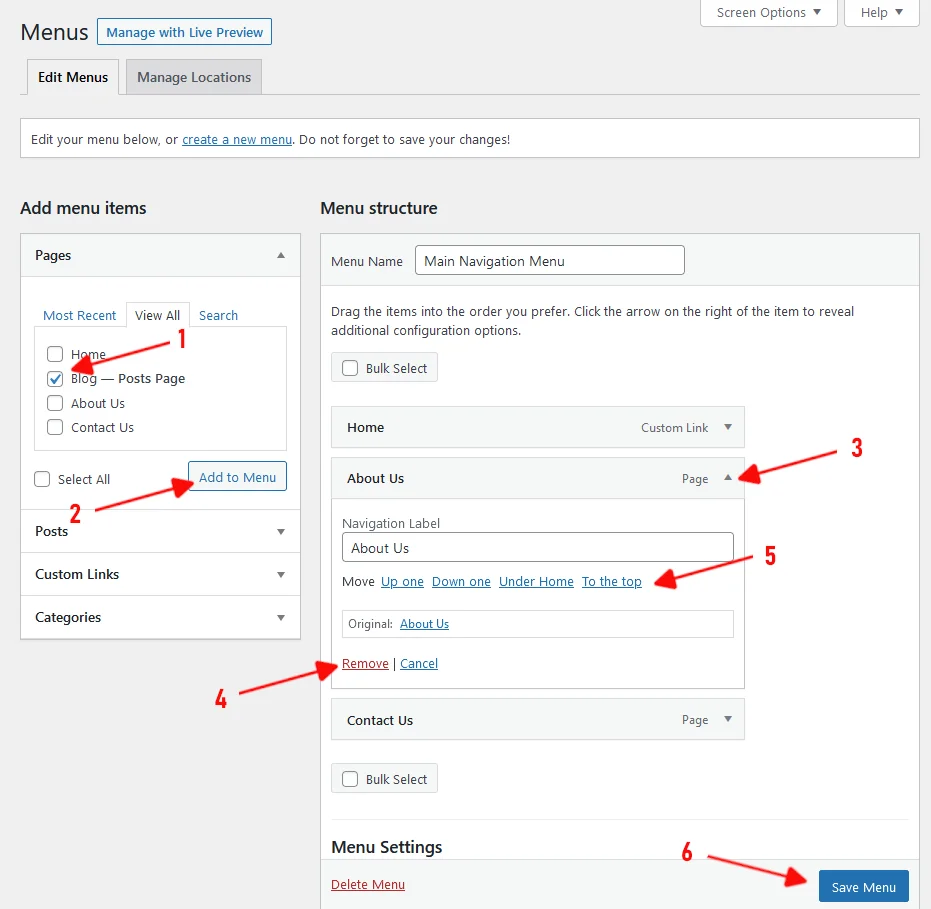 Menus
Manage with Live Preview
Screen Options
Help
Edit Menus
Manage Locations
Edit your menu below, or create a new menu. Do not forget to save your changes!
Add menu items
Pages
Most Recent
View All
Search
1
Home
Blog — Posts Page
About Us
Contact Us
Select All
Add to Menu
2
Posts
Custom Links
Categories
Menu structure
Menu Name
Main Navigation Menu
Drag the items into the order you prefer. Click the arrow on the right of the item to reveal
additional configuration options.
Bulk Select
Home
Custom Link
3
About Us
Page
Navigation Label
About Us
5
Move Up one Down one Under Home To the top
Original: About Us
4
Remove | Cancel
Contact Us
Page
Bulk Select
Menu Settings
6
Delete Menu
Save Menu